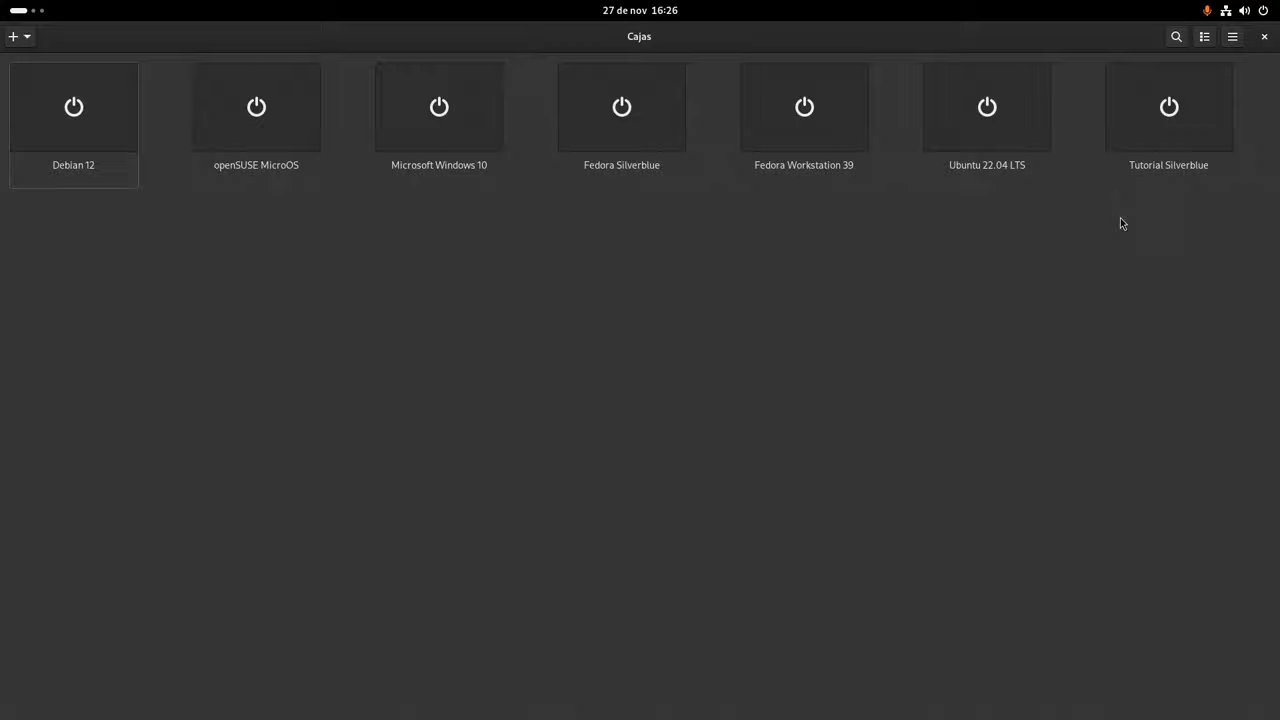 27 de nov 16:26
Cajas
Debian 12
openSUSE MicroOS
Microsoft Windows 10
Fedora Silverblue
Fedora Workstation 39
Ubuntu 22.04 LTS
Tutorial Silverblue